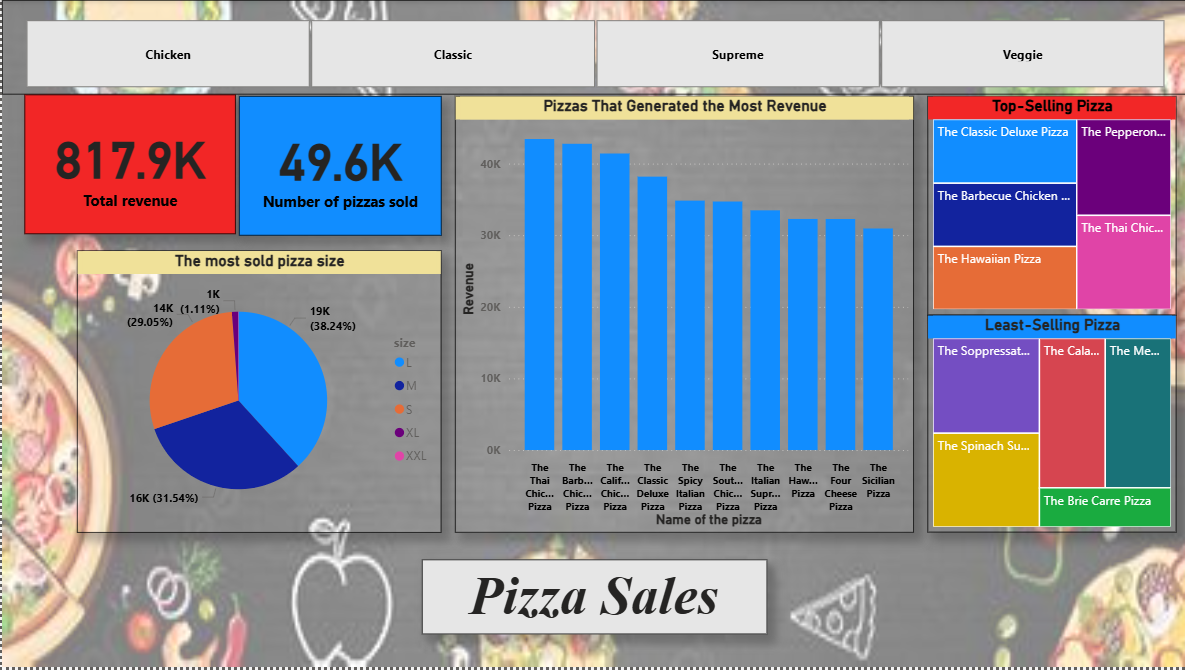 Chicken
Classic
Supreme
Veggie
817.9K
Total revenue
49.6K
Number of pizzas sold
The most sold pizza size
1K
(1.11%)
14K
(29.05%)
19K
(38.24%)
16K (31.54%)
size
L
M
S
XL
XXL
Pizzas That Generated the Most Revenue
Revenue
40K
30K
20K
10K
0K
The
Thai
Chic...
Pizza
The
Barb...
Chic...
Pizza
The
Calif...
Chic...
Pizza
The
Classic
Deluxe
Pizza
The
Spicy
Italian
Pizza
The
Sout...
Chic...
Pizza
The
Italian
Supr...
Pizza
The
Haw...
Pizza
The
Four
Cheese
Pizza
The
Sicilian
Pizza
Name of the pizza
Top-Selling Pizza
The Classic Deluxe Pizza
The Pepperon...
The Barbecue Chicken ...
The Thai Chic...
The Hawaiian Pizza
Least-Selling Pizza
The Soppressat...
The Cala...
The Me...
The Spinach Su...
The Brie Carre Pizza
Pizza Sales